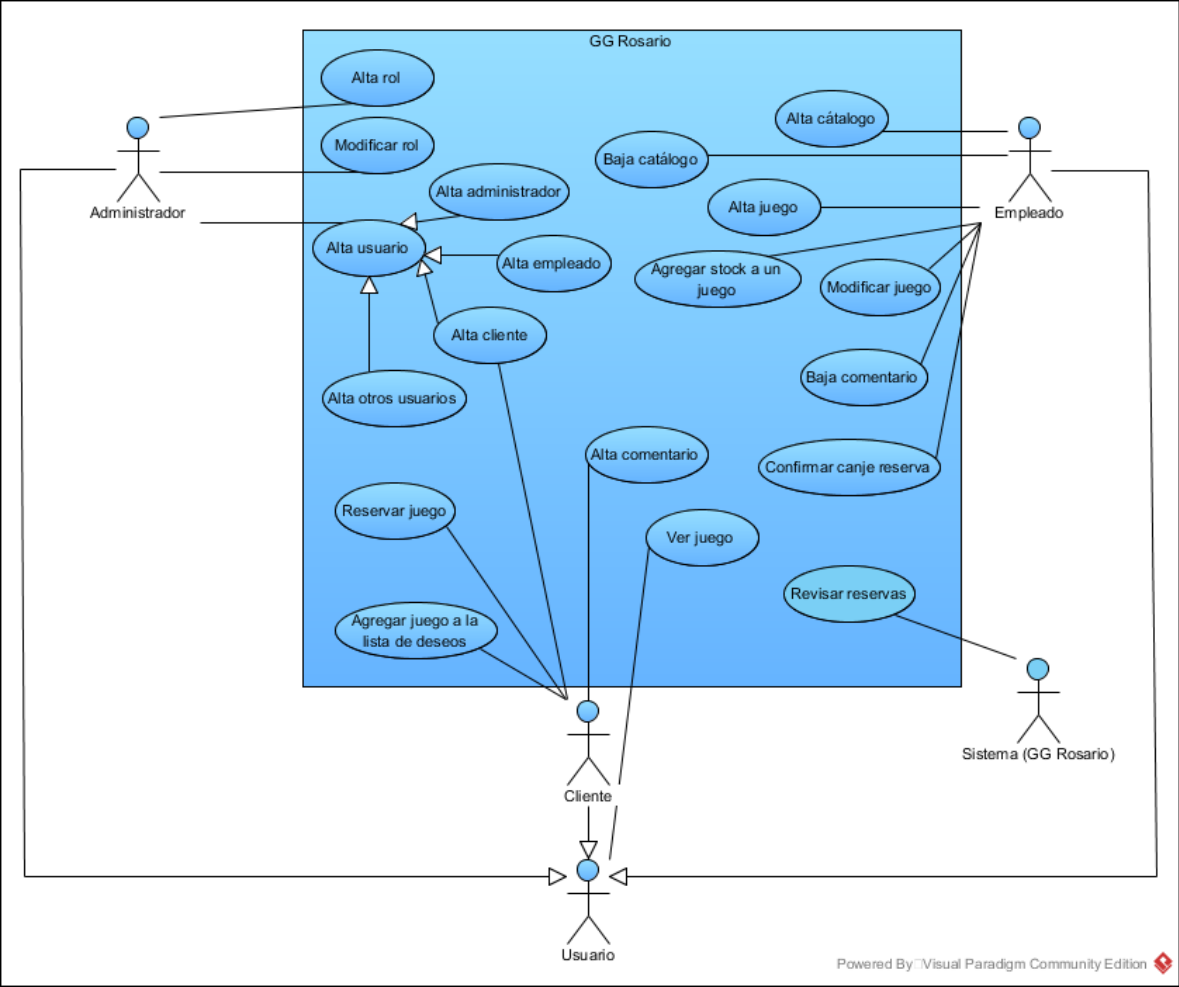 GG Rosario
Alta rol
Alta cátalogo
Modificar rol
Baja catálogo
Alta administrador
Alta juego
Administrador
Empleado
Alta usuario
Alta empleado
Agregar stock a un
juego
Modificar juego
Alta cliente
Baja comentario
Alta otros usuarios
Alta comentario
Confirmar canje reserva
Reservar juego
Ver juego
Revisar reservas
Agregar juego a la
lista de deseos
Sistema (GG Rosario)
Cliente
Usuario
Powered By Visual Paradigm Community Edition